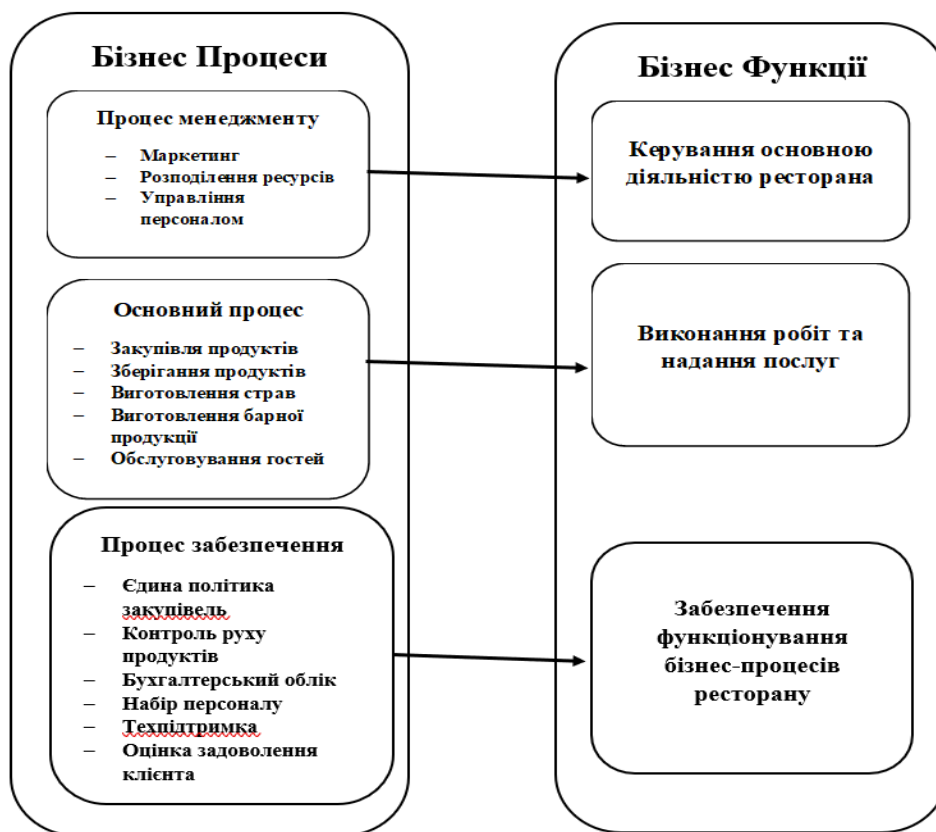 Бізнес Процеси
Процес менеджменту
– Маркетинг
– Розподілення ресурсів
– Управління
персоналом
Основний процес
– Закупівля продуктів
– Зберігання продуктів
– Виготовлення страв
– Виготовлення барної
продукції
– Обслуговування гостей
Процес забезпечення
– Єдина політика
закупівель
– Контроль руху
продуктів
– Бухгалтерський облік
– Набір персоналу
– Техпідтримка
– Оцінка задоволення
клієнта
Бізнес Функції
Керування основною
діяльністю ресторана
Виконання робіт та
надання послуг
Забезпечення
функціонування
бізнес-процесів
ресторану